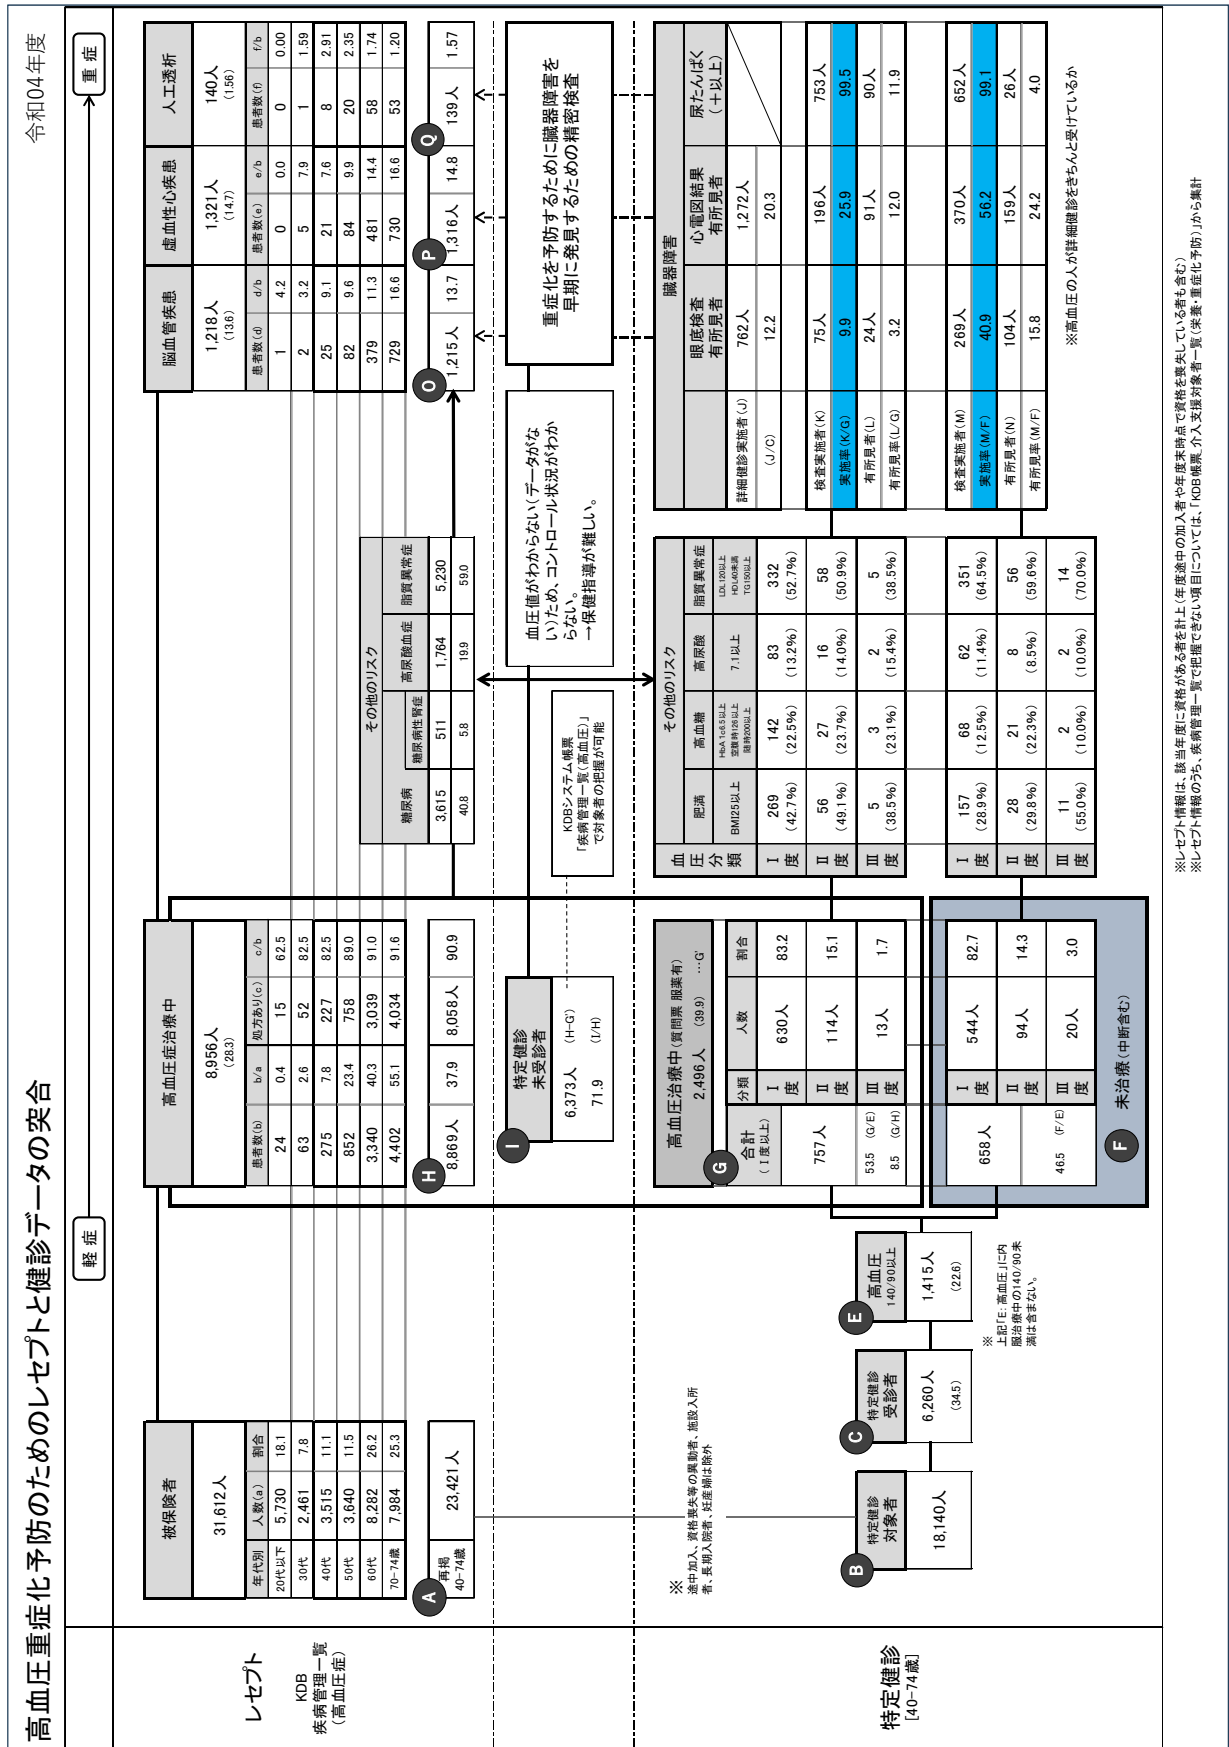 高血圧重症化予防のためのレセプトと健診データの突合
令和04年度
軽症
重症
レセプト
KDB
疾病管理一覧
(高血圧症)
被保険者
31,612人
年代別 人数(a) 割合
20代以下 5,730 18.1
30代 2,461 7.8
40代 3,515 11.1
50代 3,640 11.5
60代 8,282 26.2
70-74歳 7,984 25.3
A
再掲
40-74歳
23,421人
高血圧症治療中
8,956人
(28.3)
患者数(b) b/a 処方あり(c) c/b
24 0.4 15 62.5
63 2.6 52 82.5
275 7.8 227 82.5
852 23.4 758 89.0
3,340 40.3 3,039 91.0
4,402 55.1 4,034 91.6
H
8,869人 37.9 8,058人 90.9
その他のリスク
糖尿病 糖尿病性腎症 高尿酸血症 脂質異常症
3,615 511 1,764 5,230
40.8 5.8 19.9 59.0
脳血管疾患 虚血性心疾患 人工透析
1,218人 1,321人 140人
(13.6) (14.7) (1.56)
患者数(d) d/b 患者数(e) e/b 患者数(f) f/b
1 4.2 0 0.0 0 0.00
2 3.2 5 7.9 1 1.59
25 9.1 21 7.6 8 2.91
82 9.6 84 9.9 20 2.35
379 11.3 481 14.4 58 1.74
729 16.6 730 16.6 53 1.20
O P Q
1,215人 13.7 1,316人 14.8 139人 1.57
I
特定健診
未受診者
6,373人 (H-G')
71.9 (I/H)
KDBシステム帳票
「疾病管理一覧(高血圧)」
で対象者の把握が可能
血圧値がわからない(データがな
い)ため、コントロール状況がわか
らない。
→保健指導が難しい。
重症化を予防するために臓器障害を
早期に発見するための精密検査
特定健診
[40-74歳]
※
途中加入、資格喪失等の異動者、施設入所
者、長期入院者、妊産婦は除外
B
特定健診
対象者
18,140人
C
特定健診
受診者
6,260人
(34.5)
E
高血圧
140/90以上
1,415人
(22.6)
※
上記「E:高血圧」に内
服治療中の140/90未
満は含まない。
高血圧治療中(質問票 服薬有)
2,496人 (39.9) …G'
G
合計
(Ⅰ度以上)
分類 人数 割合
757人
53.5 (G/E)
8.5 (G/H)
Ⅰ度 630人 83.2
Ⅱ度 114人 15.1
Ⅲ度 13人 1.7
658人
46.5 (F/E)
Ⅰ度 544人 82.7
Ⅱ度 94人 14.3
Ⅲ度 20人 3.0
F
未治療(中断含む)
血圧分類
その他のリスク
肥満 高血糖 高尿酸 脂質異常症
BMI25以上
HbA1c6.5以上
空腹時126以上
随時200以上
7.1以上
LDL120以上
HDL40未満
TG150以上
Ⅰ度 269 142 83 332
(42.7%) (22.5%) (13.2%) (52.7%)
Ⅱ度 56 27 16 58
(49.1%) (23.7%) (14.0%) (50.9%)
Ⅲ度 5 3 2 5
(38.5%) (23.1%) (15.4%) (38.5%)
Ⅰ度 157 68 62 351
(28.9%) (12.5%) (11.4%) (64.5%)
Ⅱ度 28 21 8 56
(29.8%) (22.3%) (8.5%) (59.6%)
Ⅲ度 11 2 2 14
(55.0%) (10.0%) (10.0%) (70.0%)
臓器障害
眼底検査
有所見者
心電図結果
有所見者
尿たんぱく
(+以上)
詳細健診実施者(J) 762人 1,272人
(J/C) 12.2 20.3
検査実施者(K) 75人 196人 753人
実施率(K/G) 9.9 25.9 99.5
有所見者(L) 24人 91人 90人
有所見率(L/G) 3.2 12.0 11.9
検査実施者(M) 269人 370人 652人
実施率(M/F) 40.9 56.2 99.1
有所見者(N) 104人 159人 26人
有所見率(M/F) 15.8 24.2 4.0
※高血圧の人が詳細健診をきちんと受けているか
※レセプト情報は、該当年度に資格がある者を計上(年度途中の加入者や年度末時点で資格を喪失している者も含む)
※レセプト情報のうち、疾病管理一覧で把握できない項目については、「KDB帳票_介入支援対象者一覧(栄養・重症化予防)」から集計